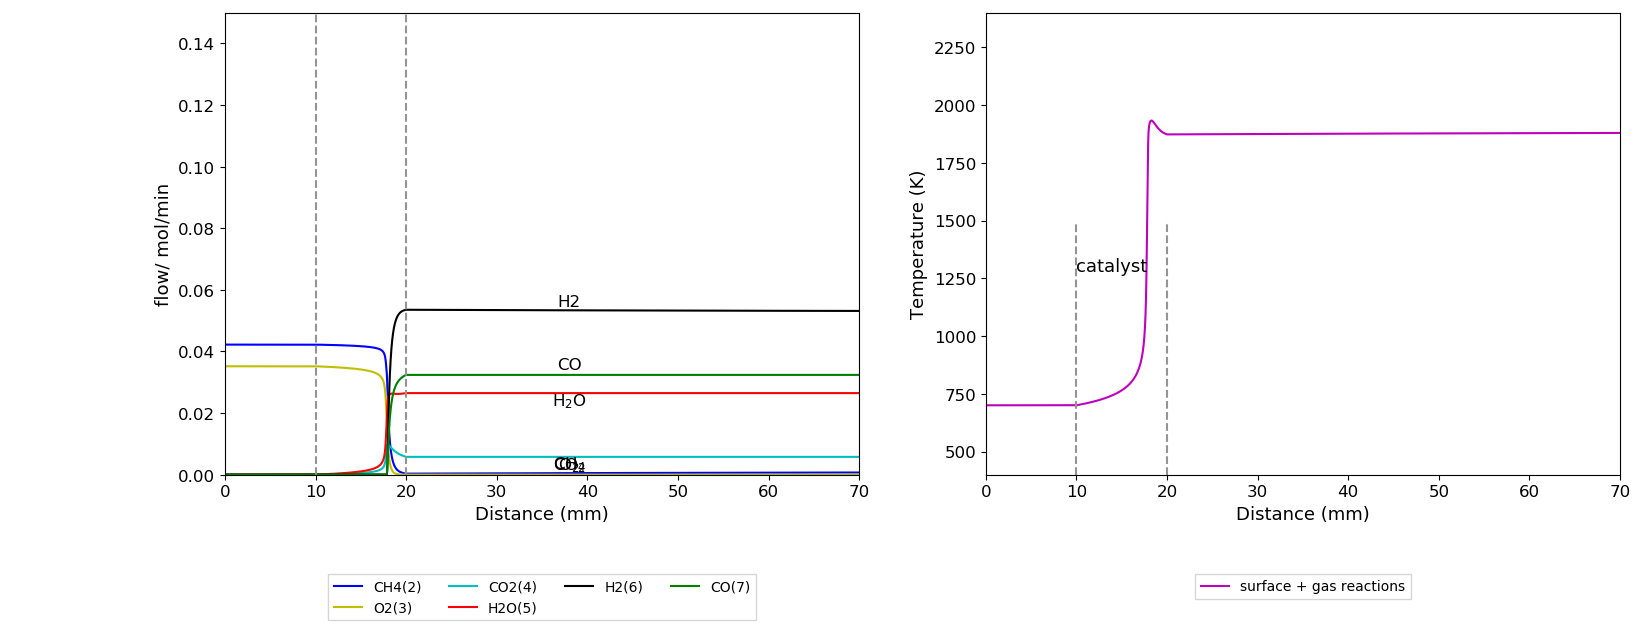 0.14
0.12
0.10
0.08
0.06
0.04
0.02
0.00
flow/ mol/min
H2
CO
H₂O
0 10 20 30 40 50 60 70
Distance (mm)
CH4(2) CO2(4) H2(6) CO(7)
O2(3) H2O(5)
2250
2000
1750
1500
1250
1000
750
500
Temperature (K)
catalyst
0 10 20 30 40 50 60 70
Distance (mm)
surface + gas reactions